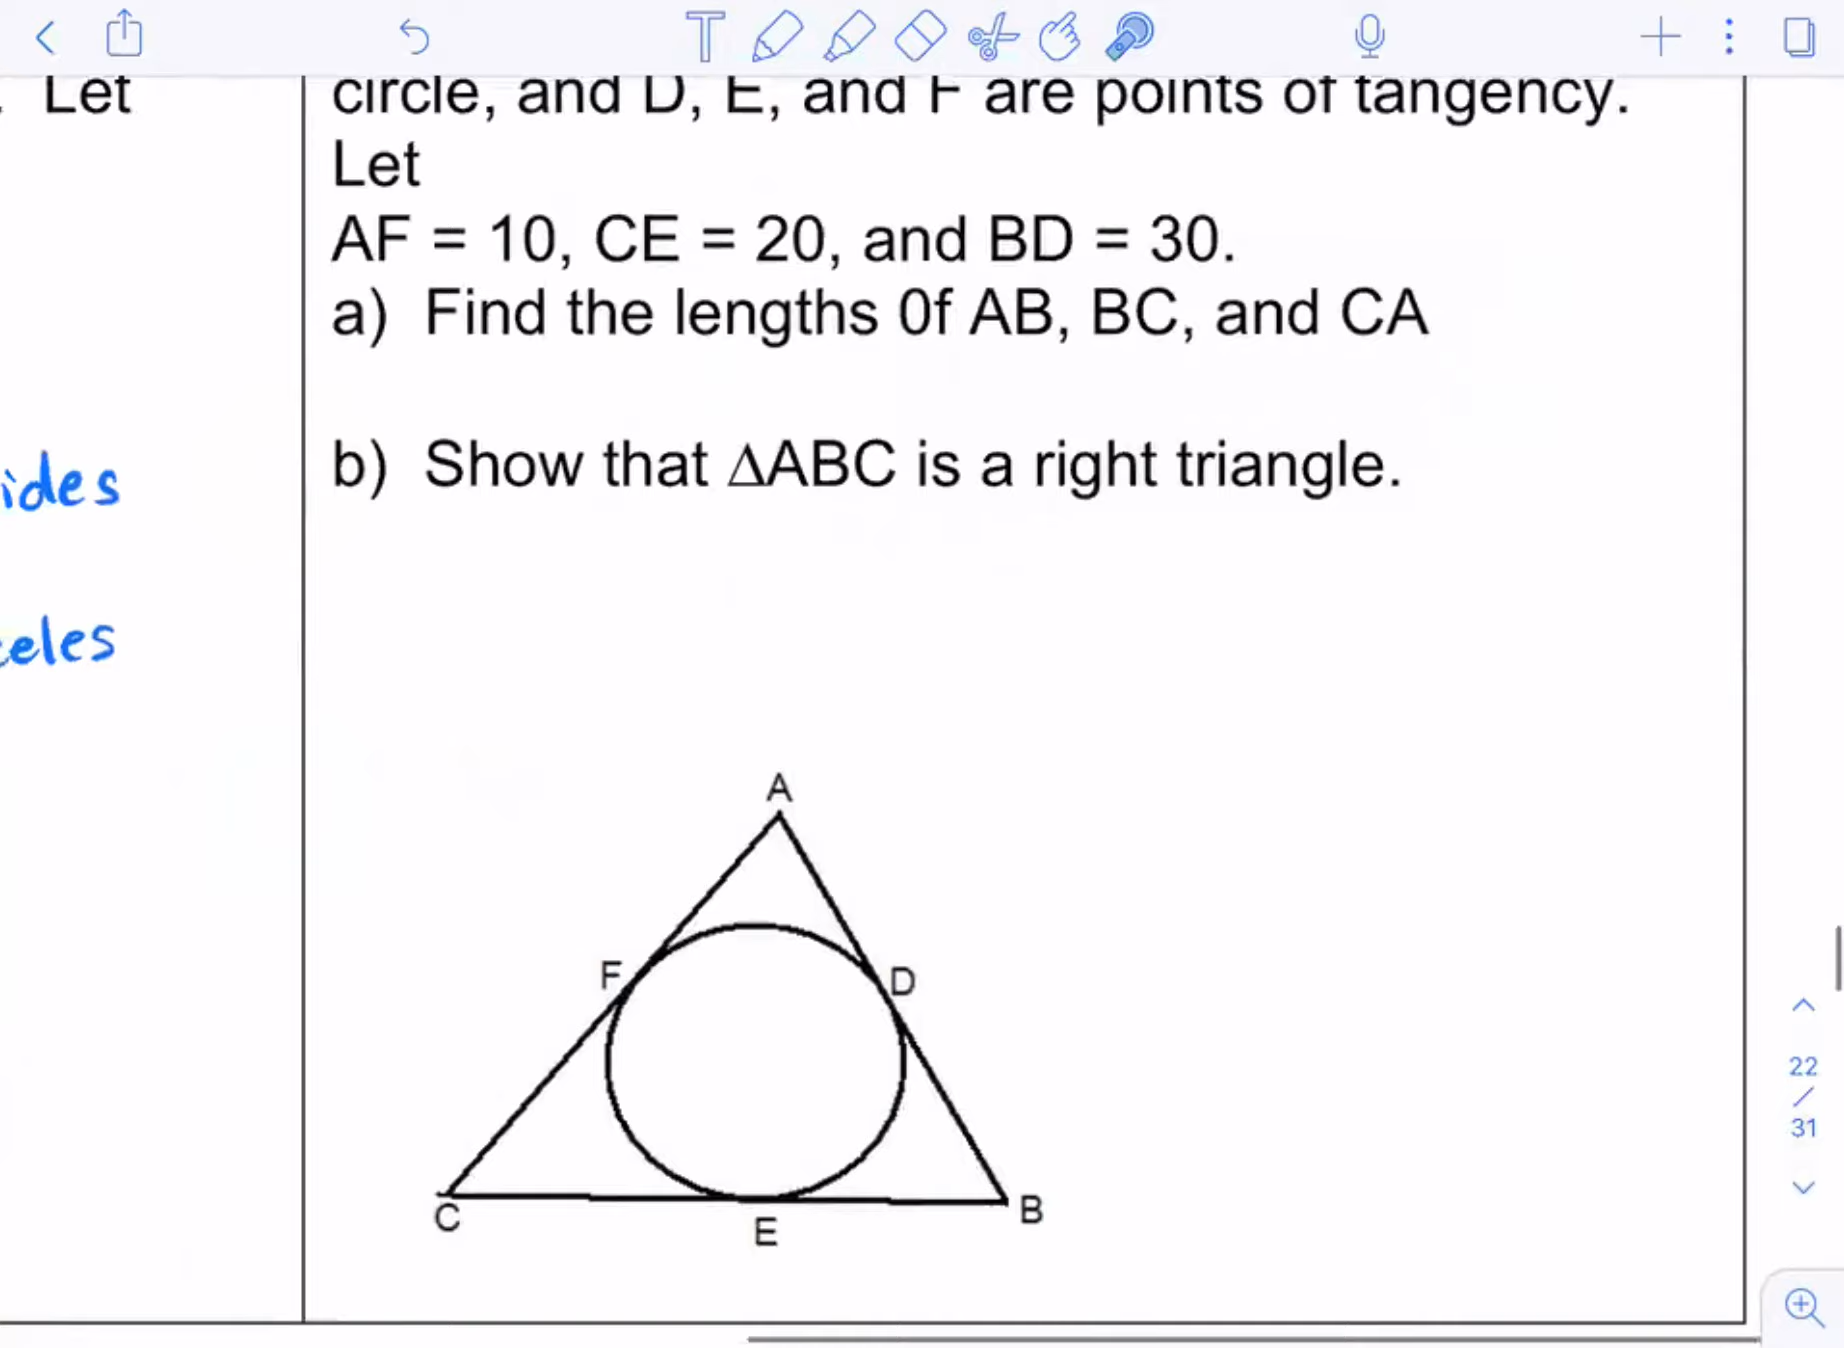 Let
circle, and D, E, and F are points of tangency.
Let
AF = 10, CE = 20, and BD = 30.
a) Find the lengths 0f AB, BC, and CA
b) Show that ΔABC is a right triangle.
ides
eles
A
F
D
C
E
B
22
/
31